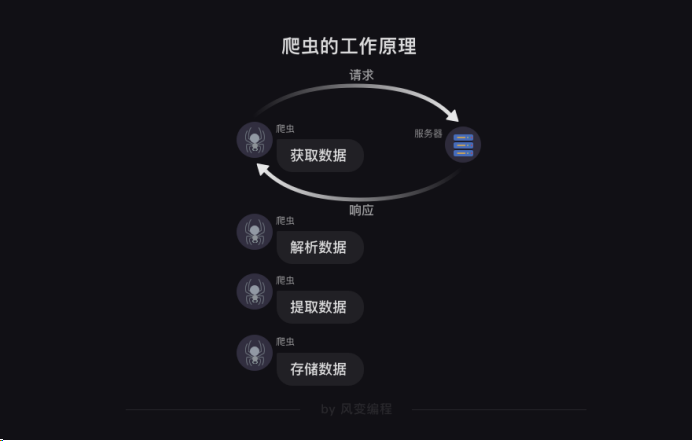 爬虫的工作原理
请求
爬虫
服务器
获取数据
响应
爬虫
解析数据
爬虫
提取数据
爬虫
存储数据
by 风变编程